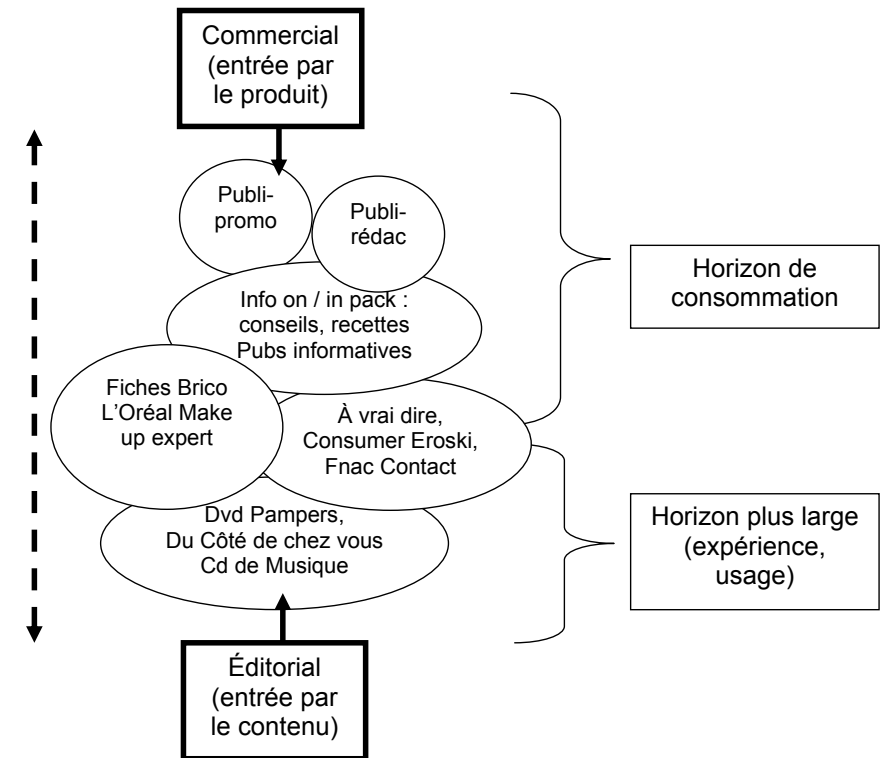 Commercial
(entrée par
le produit)
Publi-
promo
Publi-
rédac
Info on / in pack :
conseils, recettes
Pubs informatives
Horizon de
consommation
Fiches Brico
L’Oréal Make
up expert
À vrai dire,
Consumer Eroski,
Fnac Contact
Dvd Pampers,
Du Côté de chez vous
Cd de Musique
Horizon plus large
(expérience,
usage)
Éditorial
(entrée par
le contenu)